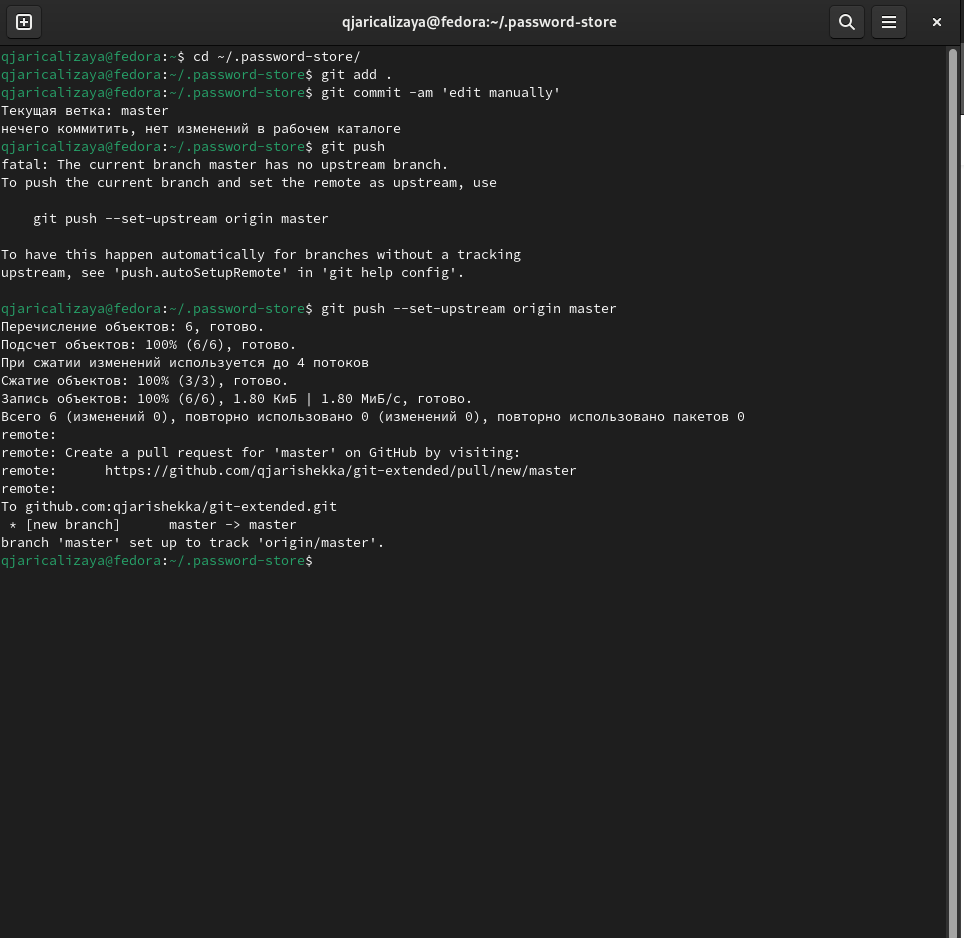 qjaricalizaya@fedora:~/.password-store
qjaricalizaya@fedora:~$ cd ~/.password-store/
qjaricalizaya@fedora:~/.password-store$ git add .
qjaricalizaya@fedora:~/.password-store$ git commit -am 'edit manually'
Текущая ветка: master
нечего коммитить, нет изменений в рабочем каталоге
qjaricalizaya@fedora:~/.password-store$ git push
fatal: The current branch master has no upstream branch.
To push the current branch and set the remote as upstream, use
    git push --set-upstream origin master
To have this happen automatically for branches without a tracking
upstream, see 'push.autoSetupRemote' in 'git help config'.
qjaricalizaya@fedora:~/.password-store$ git push --set-upstream origin master
Перечисление объектов: 6, готово.
Подсчет объектов: 100% (6/6), готово.
При сжатии изменений используется до 4 потоков
Сжатие объектов: 100% (3/3), готово.
Запись объектов: 100% (6/6), 1.80 КиБ | 1.80 МиБ/с, готово.
Всего 6 (изменений 0), повторно использовано 0 (изменений 0), повторно использовано пакетов 0
remote:
remote: Create a pull request for 'master' on GitHub by visiting:
remote:      https://github.com/qjarishekka/git-extended/pull/new/master
remote:
To github.com:qjarishekka/git-extended.git
 * [new branch]      master -> master
branch 'master' set up to track 'origin/master'.
qjaricalizaya@fedora:~/.password-store$